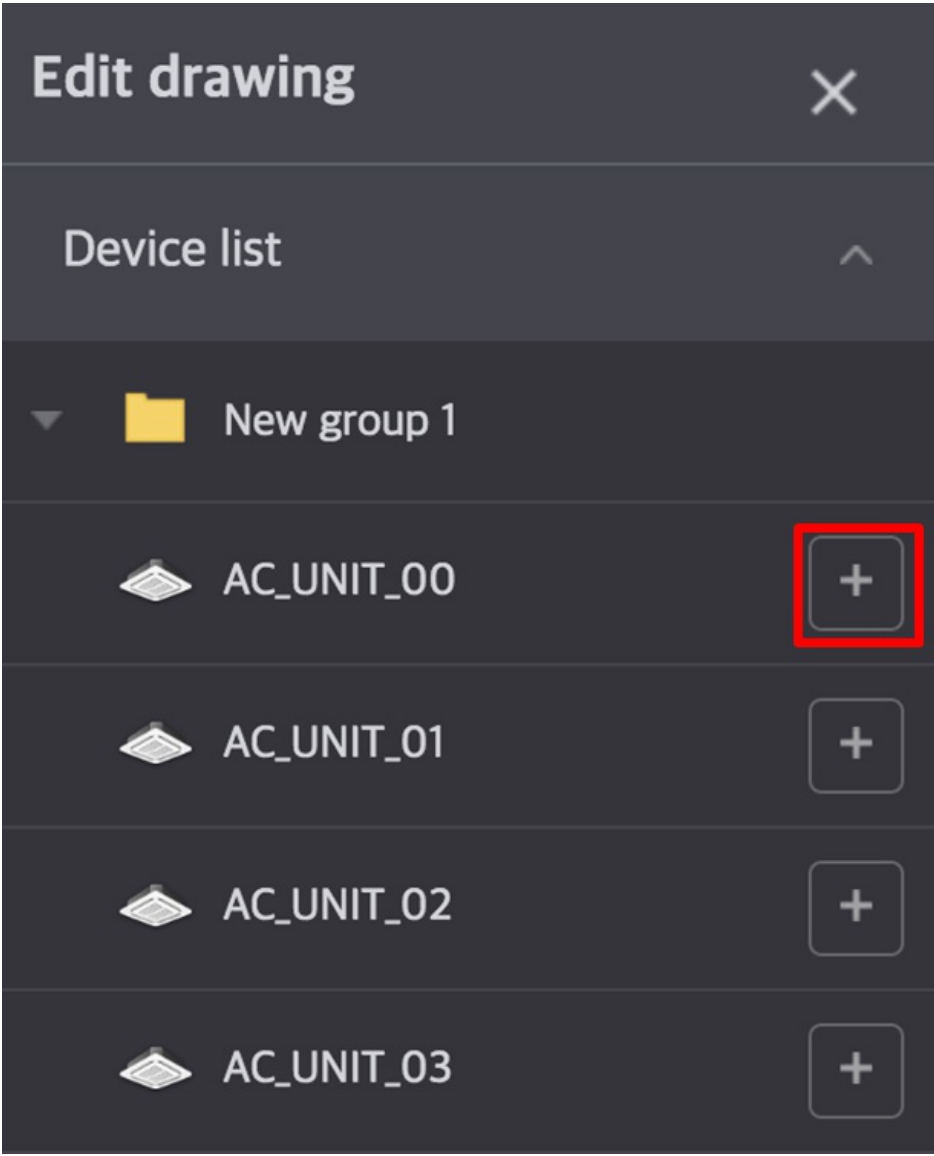 Edit drawing
Device list
New group 1
AC_UNIT_00
AC_UNIT_01
AC_UNIT_02
AC_UNIT_03